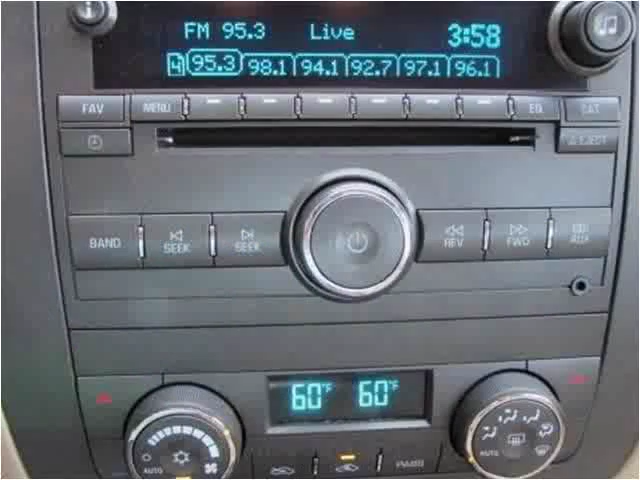 FM 95.3 Live 3:58
4 95.3 98.1 94.1 92.7 97.1 96.1
FAV MENU EQ CAT
EJECT
BAND SEEK SEEK REV FWD AUX
60°F 60°F
AUTO AUTO